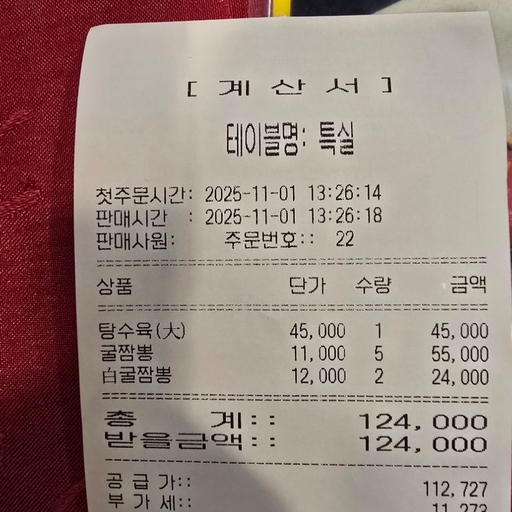 [ 계 산 서 ]
테이블명: 특실
첫주문시간: 2025-11-01 13:26:14
판매시간 : 2025-11-01 13:26:18
판매사원: 주문번호:: 22
상품 단가 수량 금액
탕수육(大) 45,000 1 45,000
굴짬뽕 11,000 5 55,000
白굴짬뽕 12,000 2 24,000
총 계:: 124,000
받을금액:: 124,000
공 급 가:: 112,727
부 가 세:: 11,273